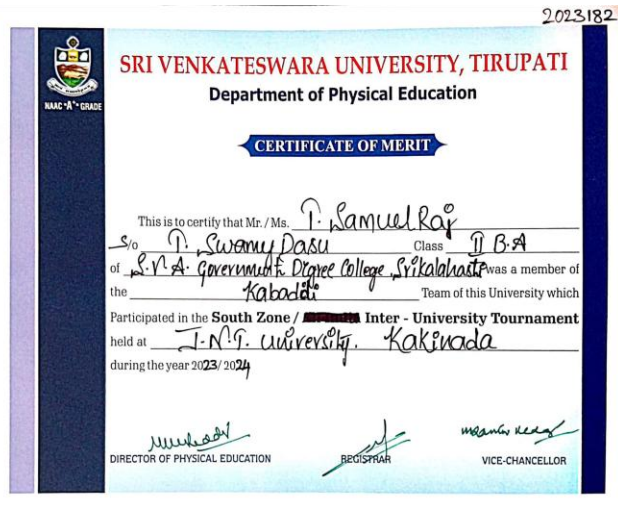 2023182
SRI VENKATESWARA UNIVERSITY, TIRUPATI
Department of Physical Education
NAAC "A+" GRADE
CERTIFICATE OF MERIT
This is to certify that Mr. / Ms. T. Samuel Raj
S/o T. Swamy Dasu Class II B.A
of S.V.A. Government Degree College, Srikalahasti was a member of
the Kabaddi Team of this University which
Participated in the South Zone / Inter - University Tournament
held at J.N.T. University. Kakinada
during the year 2023/ 2024
DIRECTOR OF PHYSICAL EDUCATION REGISTRAR VICE-CHANCELLOR